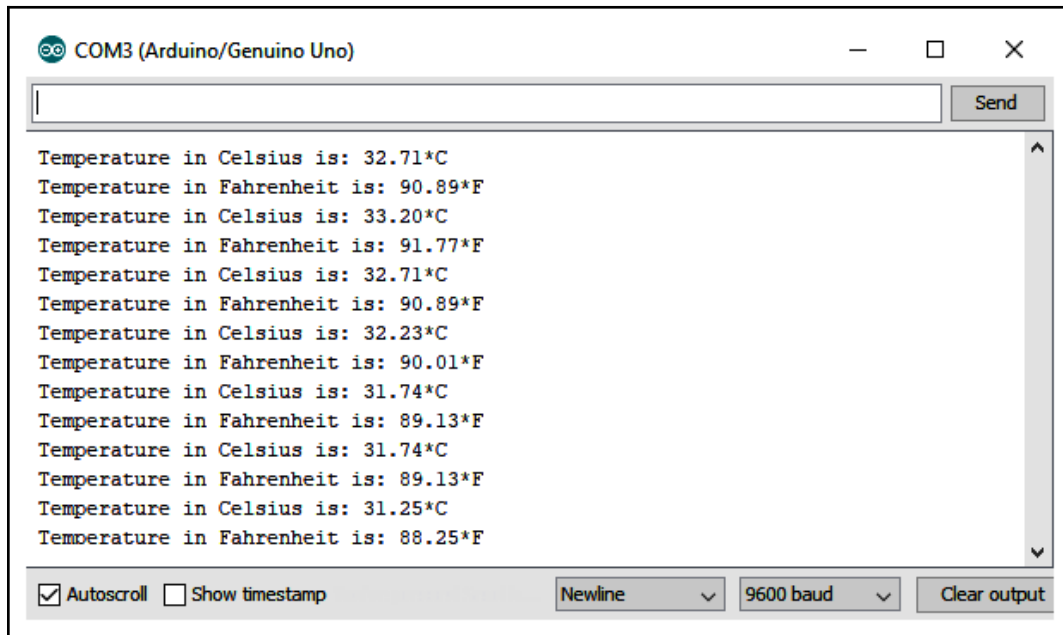 COM3 (Arduino/Genuino Uno)
Send
Temperature in Celsius is: 32.71*C
Temperature in Fahrenheit is: 90.89*F
Temperature in Celsius is: 33.20*C
Temperature in Fahrenheit is: 91.77*F
Temperature in Celsius is: 32.71*C
Temperature in Fahrenheit is: 90.89*F
Temperature in Celsius is: 32.23*C
Temperature in Fahrenheit is: 90.01*F
Temperature in Celsius is: 31.74*C
Temperature in Fahrenheit is: 89.13*F
Temperature in Celsius is: 31.74*C
Temperature in Fahrenheit is: 89.13*F
Temperature in Celsius is: 31.25*C
Temperature in Fahrenheit is: 88.25*F
Autoscroll Show timestamp Newline 9600 baud Clear output